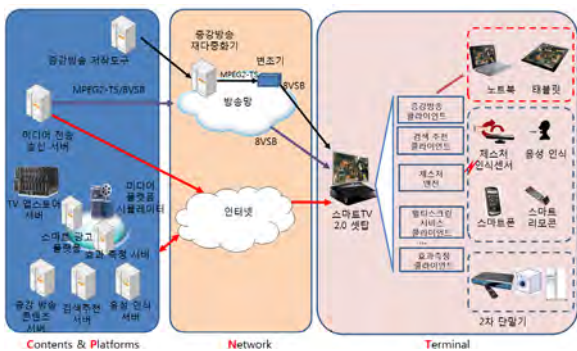 증강방송 저작도구
MPEG2-TS/8VSB
미디어 전송
송신 서버
TV 앱스토어
서버
미디어
플랫폼
시뮬레이터
스마트 광고
플랫폼
효과 측정 서버
증강 방송
콘텐츠
서버
검색추천
서버
음성 인식
서버
Contents & Platforms
증강방송
재다중화기
변조기
MPEG2-TS
8VSB
방송망
8VSB
인터넷
Network
스마트TV
2.0 셋탑
증강방송
클라이언트
검색 추천
클라이언트
제스처
엔진
멀티스크린
서비스
클라이언트
...
효과측정
클라이언트
노트북
태블릿
제스처
인식센서
음성 인식
스마트폰
스마트
리모콘
2차 단말기
Terminal